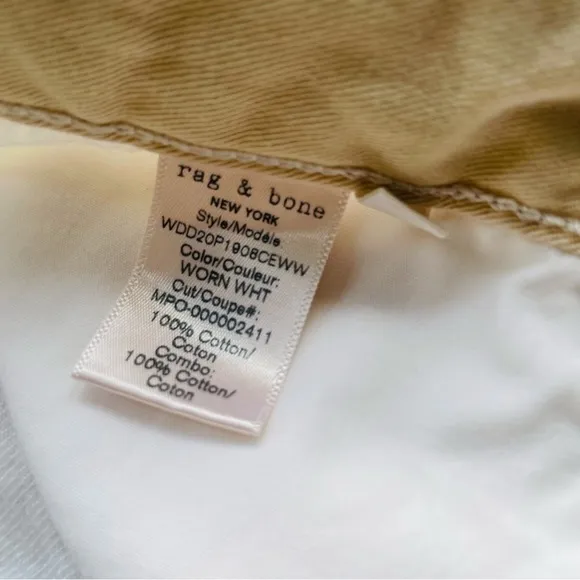 rag & bone
NEW YORK
Style/Modéle
WDD20P1908CEWW
Color/Couleur:
WORN WHT
Cut/Coupe#:
MPO-000002411
100% Cotton/
Coton
Combo:
100% Cotton/
Coton